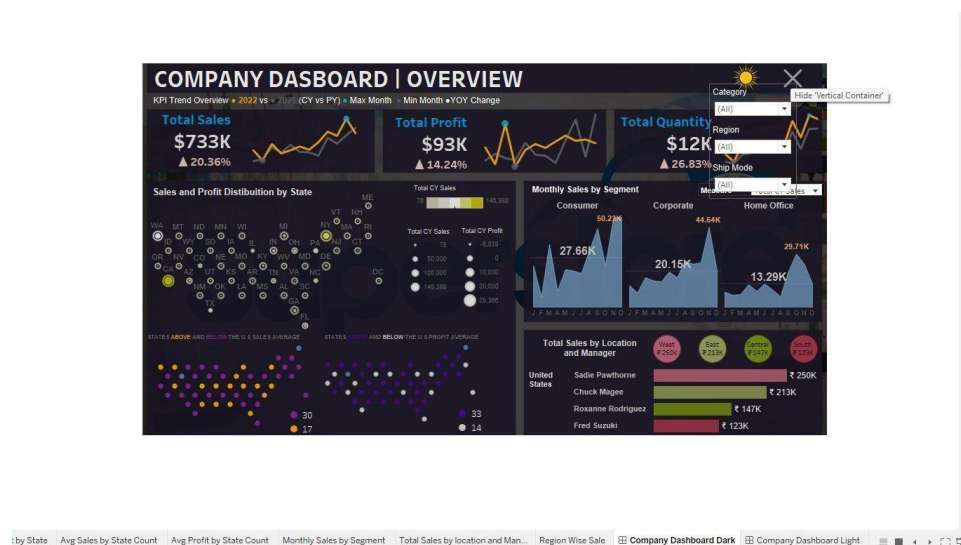 COMPANY DASBOARD | OVERVIEW
KPI Trend Overview • 2022 vs • 2021 (CY vs PY) • Max Month • Min Month •YOY Change
Category
Hide 'Vertical Container'
(All)
Region
(All)
Ship Mode
(All)
Total Sales
$733K
▲ 20.36%
Total Profit
$93K
▲ 14.24%
Total Quantity
$12K
▲ 26.83%
Sales and Profit Distibuition by State
Total CY Sales
78 146,368
Total CY Sales Total CY Profit
78 -6,839
50,000 0
100,000 10,000
146,368 20,000
29,366
ME
VT NH
WA MT ND MN WI MI NY MA RI
ID WY SD IA IL IN OH PA NJ CT
OR NV CO NE MO KY WV MD DE
CA AZ UT KS AR TN VA NC DC
NM OK LA MS AL SC
TX GA
FL
STATES ABOVE AND BELOW THE U.S SALES AVERAGE
30
17
STATES ABOVE AND BELOW THE U.S PROFIT AVERAGE
33
14
Monthly Sales by Segment
Consumer Corporate Home Office
50.27K 44.64K 29.71K
27.66K 20.15K 13.29K
J F M A M J J A S O N D J F M A M J J A S O N D J F M A M J J A S O N D
Total Sales by Location
and Manager
West
₹ 250K
East
₹ 213K
Central
₹ 147K
South
₹ 123K
United
States
Sadie Pawthorne ₹ 250K
Chuck Magee ₹ 213K
Roxanne Rodriguez ₹ 147K
Fred Suzuki ₹ 123K
by State Avg Sales by State Count Avg Profit by State Count Monthly Sales by Segment Total Sales by location and Man... Region Wise Sale Company Dashboard Dark Company Dashboard Light